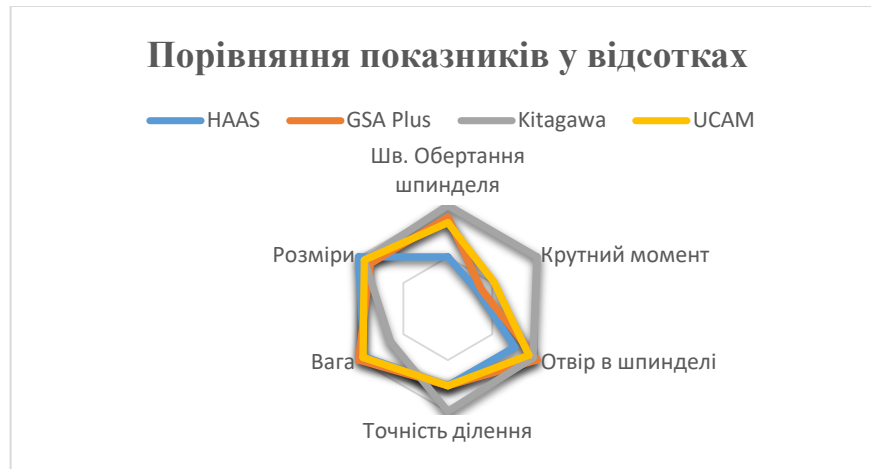 Порівняння показників у відсотках
HAAS GSA Plus Kitagawa UCAM
Шв. Обертання
шпинделя
Розміри Крутний момент
Вага Отвір в шпинделі
Точність ділення